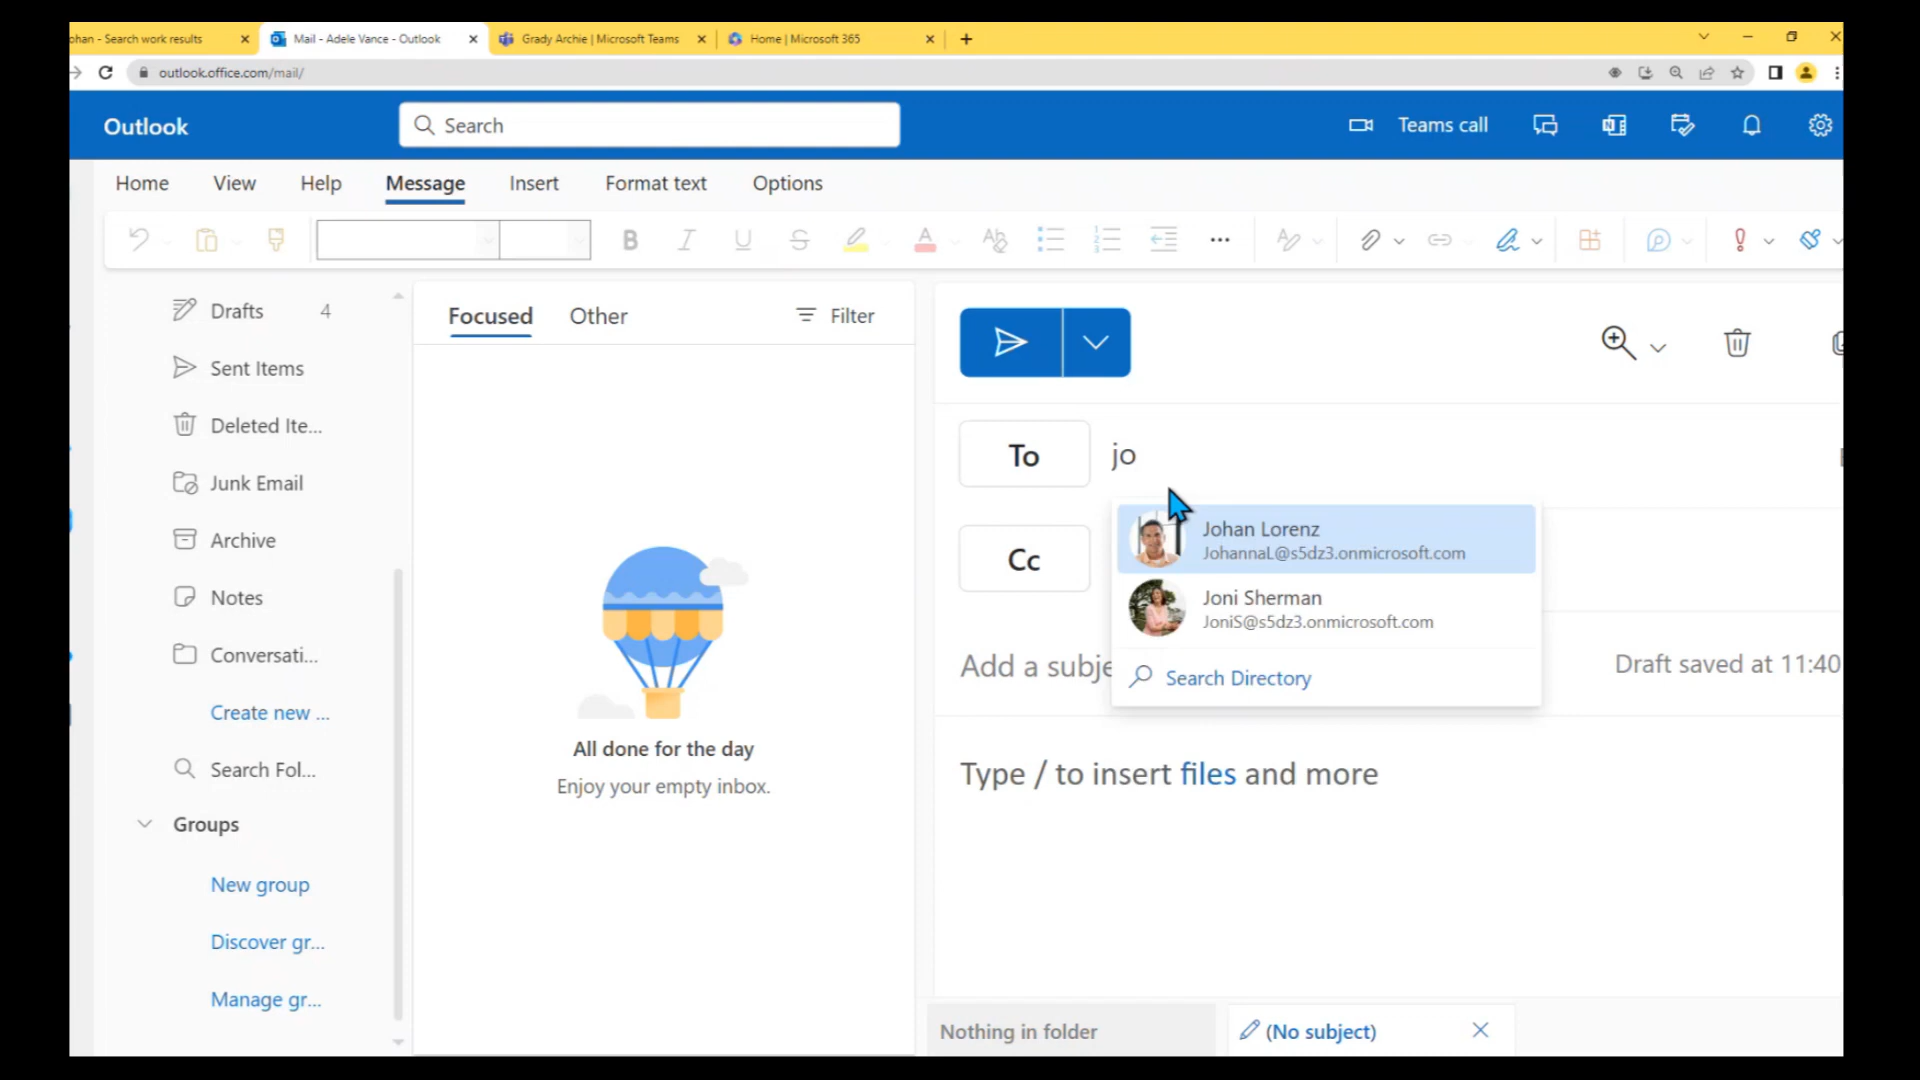 ohan - Search work results
Mail - Adele Vance - Outlook
Grady Archie | Microsoft Teams
Home | Microsoft 365
outlook.office.com/mail/
Outlook
Search
Teams call
Home
View
Help
Message
Insert
Format text
Options
Drafts 4
Sent Items
Deleted Ite...
Junk Email
Archive
Notes
Conversati...
Create new ...
Search Fol...
Groups
New group
Discover gr...
Manage gr...
Focused
Other
Filter
All done for the day
Enjoy your empty inbox.
To
jo
Cc
Johan Lorenz
JohannaL@s5dz3.onmicrosoft.com
Joni Sherman
JoniS@s5dz3.onmicrosoft.com
Search Directory
Add a subje
Draft saved at 11:40
Type / to insert files and more
Nothing in folder
(No subject)